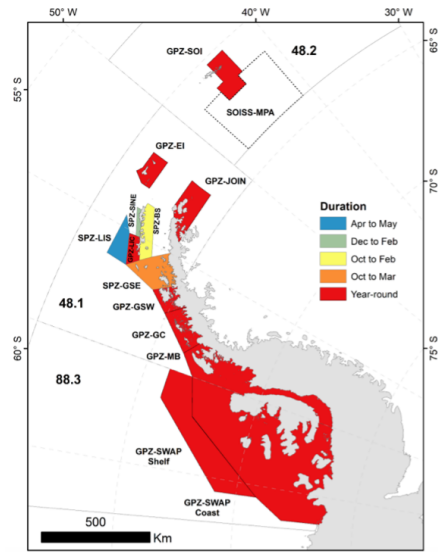 50° W
40° W
30° W
65° S
GPZ-SOI
48.2
55° S
SOISS-MPA
GPZ-EI
GPZ-JOIN
70° S
SPZ-SINE
SPZ-BS
Duration
Apr to May
Dec to Feb
Oct to Feb
Oct to Mar
Year-round
SPZ-LIS
GPZ-LIC
SPZ-GSE
48.1
GPZ-GSW
GPZ-GC
60° S
GPZ-MB
75° S
88.3
GPZ-SWAP
Shelf
GPZ-SWAP
Coast
500
Km